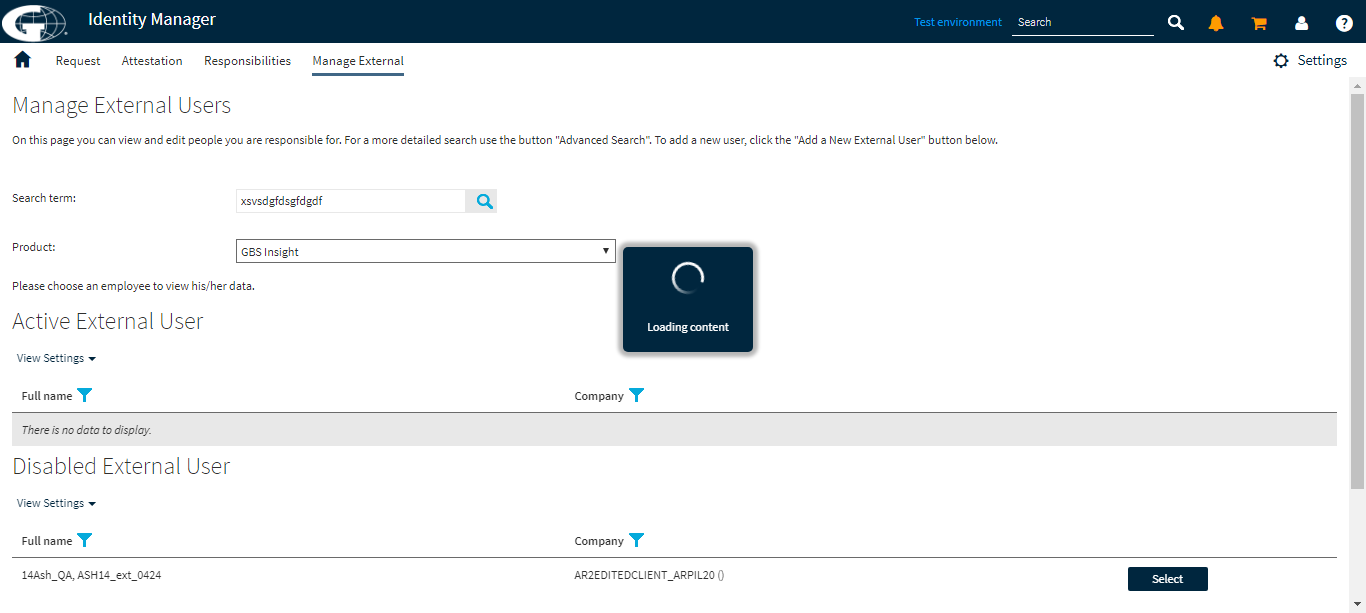 Identity Manager
Test environment
Search
Request Attestation Responsibilities Manage External
Settings
Manage External Users
On this page you can view and edit people you are responsible for. For a more detailed search use the button "Advanced Search". To add a new user, click the "Add a New External User" button below.
Search term:
xsvsdgfdsgfdgdf
Product:
GBS Insight
Loading content
Please choose an employee to view his/her data.
Active External User
View Settings
Full name Company
There is no data to display.
Disabled External User
View Settings
Full name Company
14Ash_QA, ASH14_ext_0424 AR2EDITEDCLIENT_ARPIL20 () Select